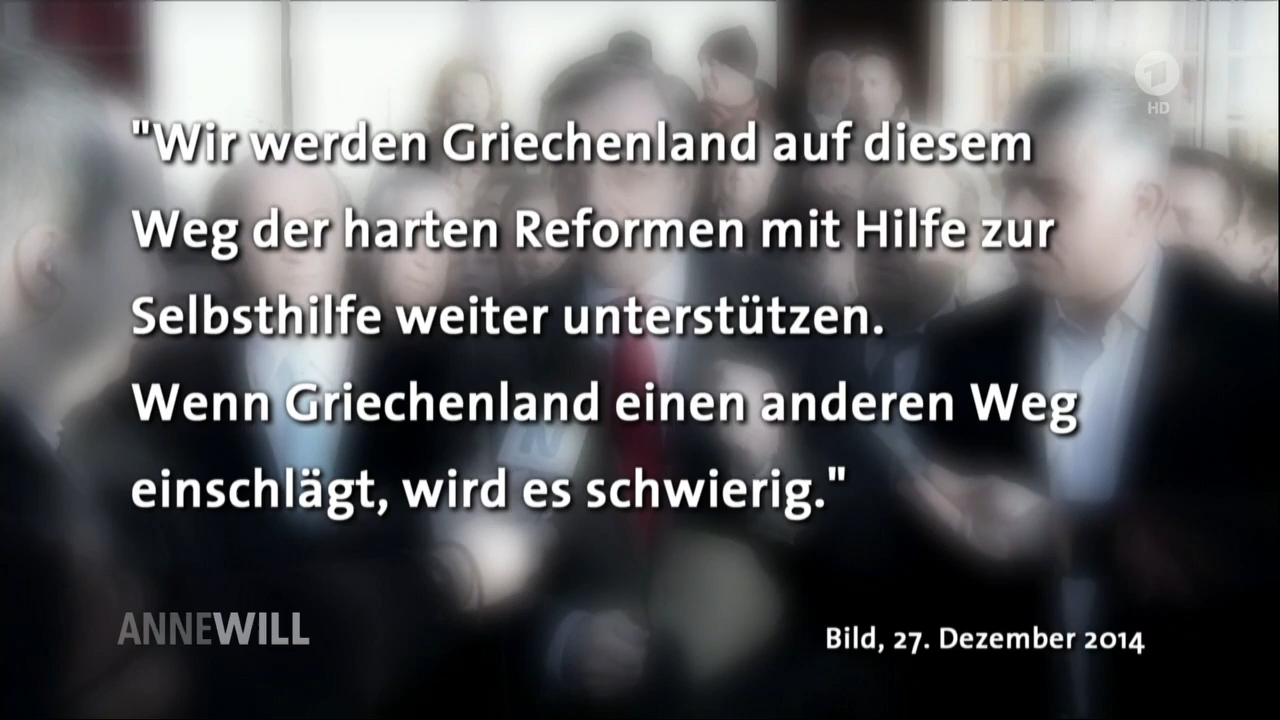 1
HD
"Wir werden Griechenland auf diesem
Weg der harten Reformen mit Hilfe zur
Selbsthilfe weiter unterstützen.
Wenn Griechenland einen anderen Weg
einschlägt, wird es schwierig."
ANNEWILL
Bild, 27. Dezember 2014